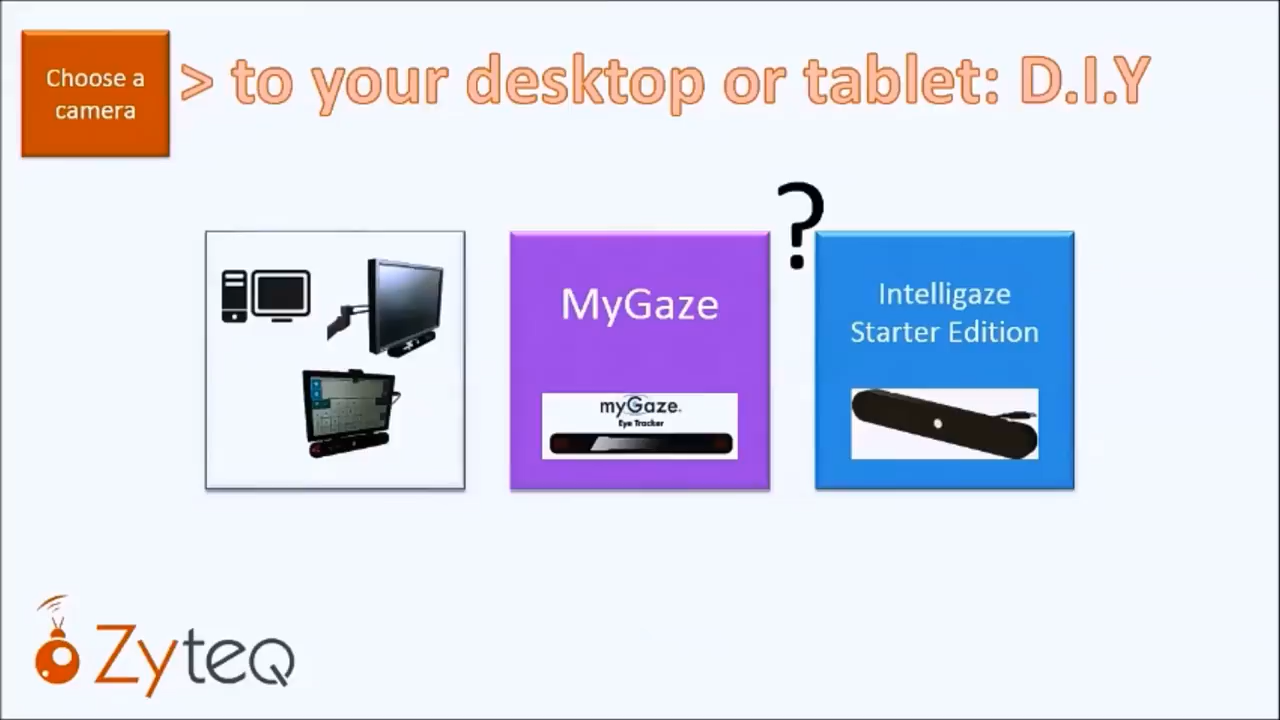 Choose a
camera
> to your desktop or tablet: D.I.Y
?
MyGaze
myGaze
Eye Tracker
Intelligaze
Starter Edition
Zyteq